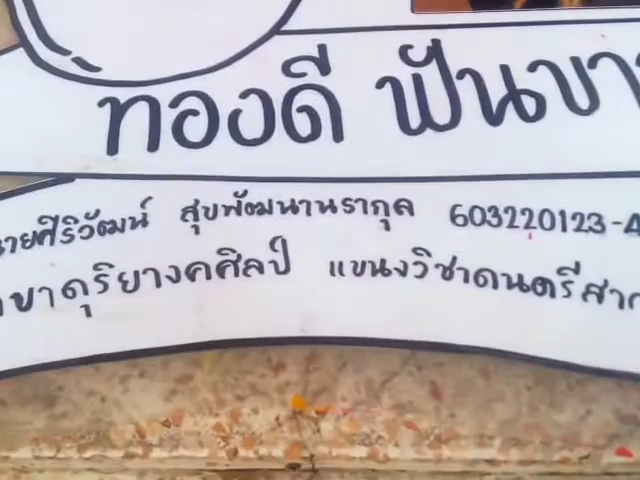 ทองดี ฟันขา
นายศิริวัฒน์ สุขพัฒนานรากูล 603220123-4
ขาดุริยางคศิลป์ แขนงวิชาดนตรีสาก